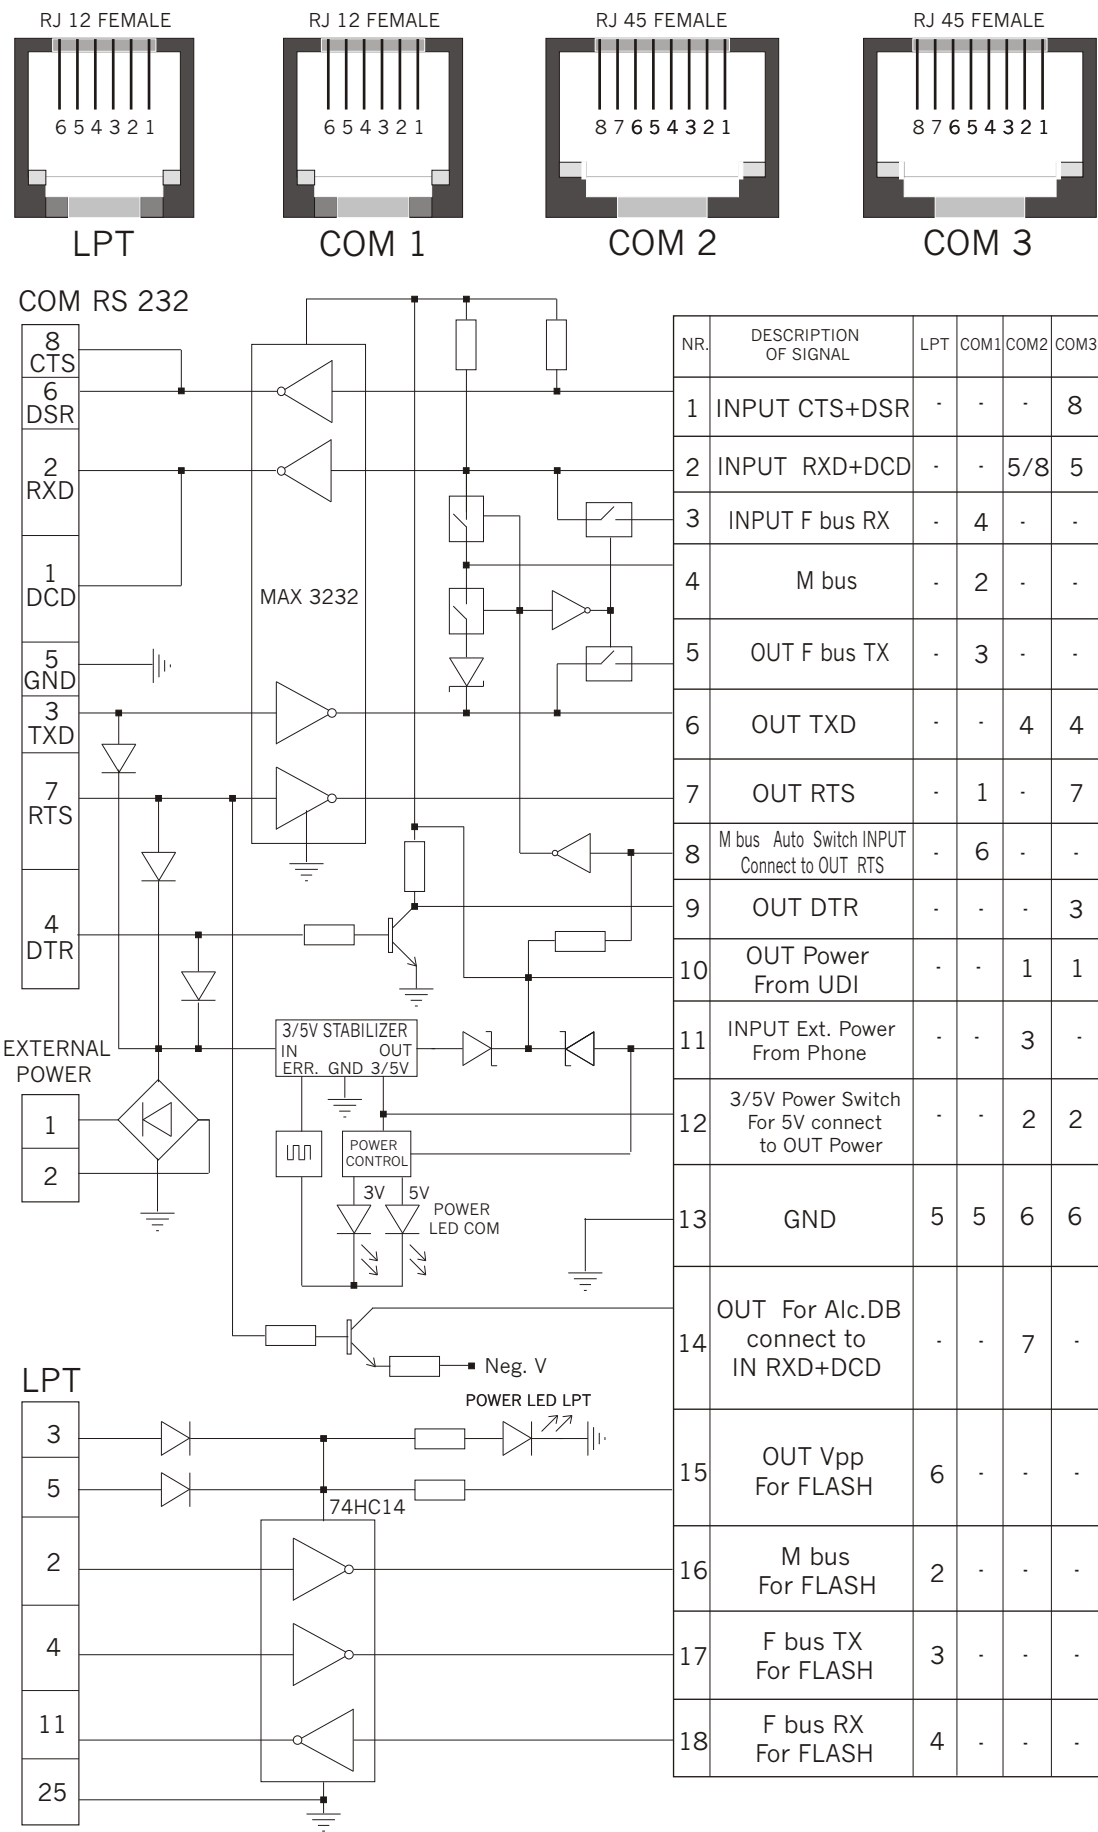 RJ 12 FEMALE
RJ 12 FEMALE
RJ 45 FEMALE
RJ 45 FEMALE
6 5 4 3 2 1
6 5 4 3 2 1
8 7 6 5 4 3 2 1
8 7 6 5 4 3 2 1
LPT
COM 1
COM 2
COM 3
COM RS 232
8
CTS
6
DSR
2
RXD
1
DCD
5
GND
3
TXD
7
RTS
4
DTR
MAX 3232
EXTERNAL
POWER
1
2
3/5V STABILIZER
IN OUT
ERR. GND 3/5V
POWER
CONTROL
3V 5V
POWER
LED COM
Neg. V
LPT
3
5
2
4
11
25
POWER LED LPT
74HC14
NR. DESCRIPTION OF SIGNAL LPT COM1 COM2 COM3
1 INPUT CTS+DSR - - - 8
2 INPUT RXD+DCD - - 5/8 5
3 INPUT F bus RX - 4 - -
4 M bus - 2 - -
5 OUT F bus TX - 3 - -
6 OUT TXD - - 4 4
7 OUT RTS - 1 - 7
8 M bus Auto Switch INPUT
Connect to OUT RTS - 6 - -
9 OUT DTR - - - 3
10 OUT Power
From UDI - - 1 1
11 INPUT Ext. Power
From Phone - - 3 -
12 3/5V Power Switch
For 5V connect
to OUT Power - - 2 2
13 GND 5 5 6 6
14 OUT For Alc.DB
connect to
IN RXD+DCD - - 7 -
15 OUT Vpp
For FLASH 6 - - -
16 M bus
For FLASH 2 - - -
17 F bus TX
For FLASH 3 - - -
18 F bus RX
For FLASH 4 - - -